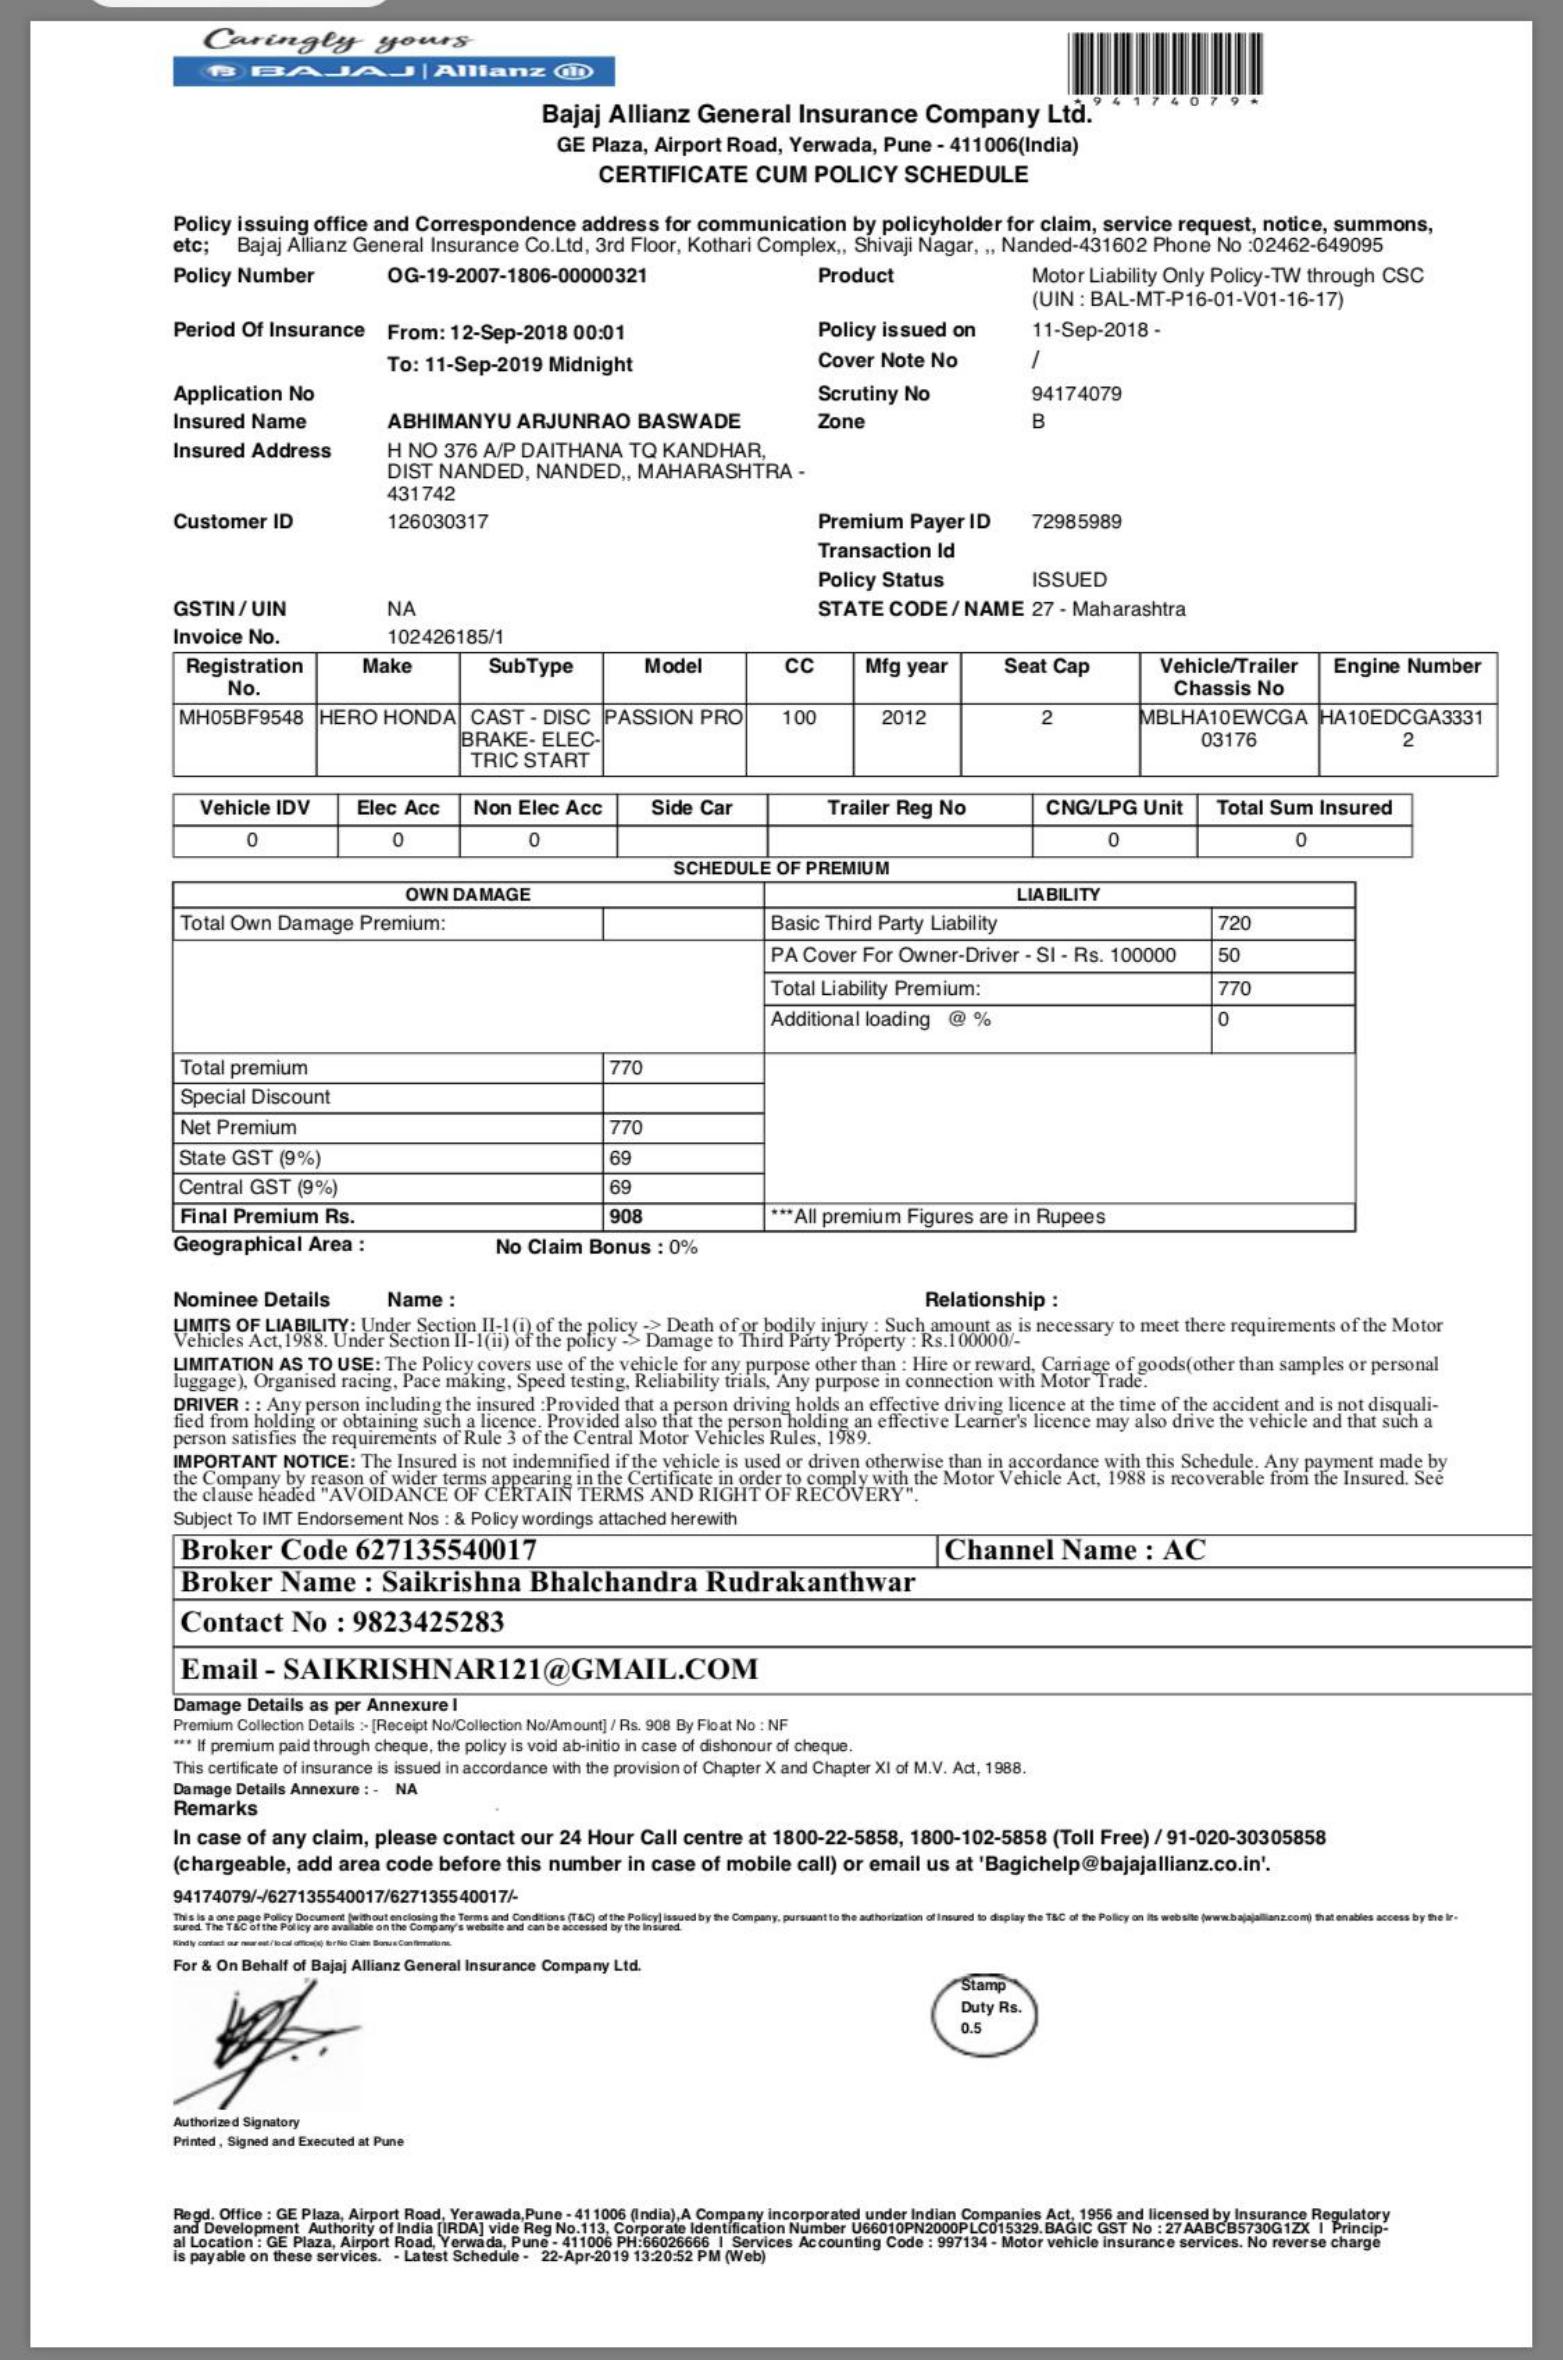 Caringly yours
BAJAJ | Allianz
*94174079*
Bajaj Allianz General Insurance Company Ltd.
GE Plaza, Airport Road, Yerwada, Pune - 411006(India)
CERTIFICATE CUM POLICY SCHEDULE
Policy issuing office and Correspondence address for communication by policyholder for claim, service request, notice, summons,
etc; Bajaj Allianz General Insurance Co.Ltd, 3rd Floor, Kothari Complex,, Shivaji Nagar, ,, Nanded-431602 Phone No :02462-649095
Policy Number OG-19-2007-1806-00000321 Product Motor Liability Only Policy-TW through CSC
(UIN : BAL-MT-P16-01-V01-16-17)
Period Of Insurance From: 12-Sep-2018 00:01 Policy issued on 11-Sep-2018 -
To: 11-Sep-2019 Midnight Cover Note No /
Application No Scrutiny No 94174079
Insured Name ABHIMANYU ARJUNRAO BASWADE Zone B
Insured Address H NO 376 A/P DAITHANA TQ KANDHAR,
DIST NANDED, NANDED,, MAHARASHTRA -
431742
Customer ID 126030317 Premium Payer ID 72985989
Transaction Id
Policy Status ISSUED
GSTIN / UIN NA STATE CODE / NAME 27 - Maharashtra
Invoice No. 102426185/1
Registration Make SubType Model CC Mfg year Seat Cap Vehicle/Trailer Engine Number
No. Chassis No
MH05BF9548 HERO HONDA CAST - DISC PASSION PRO 100 2012 2 MBLHA10EWCGA HA10EDCGA3331
BRAKE- ELEC- 03176 2
TRIC START
Vehicle IDV Elec Acc Non Elec Acc Side Car Trailer Reg No CNG/LPG Unit Total Sum Insured
0 0 0 0 0
SCHEDULE OF PREMIUM
OWN DAMAGE LIABILITY
Total Own Damage Premium: Basic Third Party Liability 720
PA Cover For Owner-Driver - SI - Rs. 100000 50
Total Liability Premium: 770
Additional loading @ % 0
Total premium 770
Special Discount
Net Premium 770
State GST (9%) 69
Central GST (9%) 69
Final Premium Rs. 908 ***All premium Figures are in Rupees
Geographical Area : No Claim Bonus : 0%
Nominee Details Name : Relationship :
LIMITS OF LIABILITY: Under Section II-1(i) of the policy -> Death of or bodily injury : Such amount as is necessary to meet there requirements of the Motor
Vehicles Act,1988. Under Section II-1(ii) of the policy -> Damage to Third Party Property : Rs.100000/-
LIMITATION AS TO USE: The Policy covers use of the vehicle for any purpose other than : Hire or reward, Carriage of goods(other than samples or personal
luggage), Organised racing, Pace making, Speed testing, Reliability trials, Any purpose in connection with Motor Trade.
DRIVER : : Any person including the insured :Provided that a person driving holds an effective driving licence at the time of the accident and is not disquali-
fied from holding or obtaining such a licence. Provided also that the person holding an effective Learner's licence may also drive the vehicle and that such a
person satisfies the requirements of Rule 3 of the Central Motor Vehicles Rules, 1989.
IMPORTANT NOTICE: The Insured is not indemnified if the vehicle is used or driven otherwise than in accordance with this Schedule. Any payment made by
the Company by reason of wider terms appearing in the Certificate in order to comply with the Motor Vehicle Act, 1988 is recoverable from the Insured. See
the clause headed "AVOIDANCE OF CERTAIN TERMS AND RIGHT OF RECOVERY".
Subject To IMT Endorsement Nos : & Policy wordings attached herewith
Broker Code 627135540017 Channel Name : AC
Broker Name : Saikrishna Bhalchandra Rudrakanthwar
Contact No : 9823425283
Email - SAIKRISHNAR121@GMAIL.COM
Damage Details as per Annexure I
Premium Collection Details :- [Receipt No/Collection No/Amount] / Rs. 908 By Float No : NF
*** If premium paid through cheque, the policy is void ab-initio in case of dishonour of cheque.
This certificate of insurance is issued in accordance with the provision of Chapter X and Chapter XI of M.V. Act, 1988.
Damage Details Annexure : - NA
Remarks
In case of any claim, please contact our 24 Hour Call centre at 1800-22-5858, 1800-102-5858 (Toll Free) / 91-020-30305858
(chargeable, add area code before this number in case of mobile call) or email us at 'Bagichelp@bajajallianz.co.in'.
94174079/-/627135540017/627135540017/-
This is a one page Policy Document [without enclosing the Terms and Conditions (T&C) of the Policy] issued by the Company, pursuant to the authorization of Insured to display the T&C of the Policy on its website (www.bajajallianz.com) that enables access by the Ir-
sured. The T&C of the Policy are available on the Company's website and can be accessed by the Insured.
Kindly contact our nearest / local office(s) for No Claim Bonus Confirmations.
For & On Behalf of Bajaj Allianz General Insurance Company Ltd.
Stamp
Duty Rs.
0.5
Authorized Signatory
Printed , Signed and Executed at Pune
Regd. Office : GE Plaza, Airport Road, Yerawada,Pune - 411006 (India),A Company incorporated under Indian Companies Act, 1956 and licensed by Insurance Regulatory
and Development Authority of India [IRDA] vide Reg No.113, Corporate Identification Number U66010PN2000PLC015329.BAGIC GST No : 27AABCB5730G1ZX | Princip-
al Location : GE Plaza, Airport Road, Yerwada, Pune - 411006 PH:66026666 | Services Accounting Code : 997134 - Motor vehicle insurance services. No reverse charge
is payable on these services. - Latest Schedule - 22-Apr-2019 13:20:52 PM (Web)